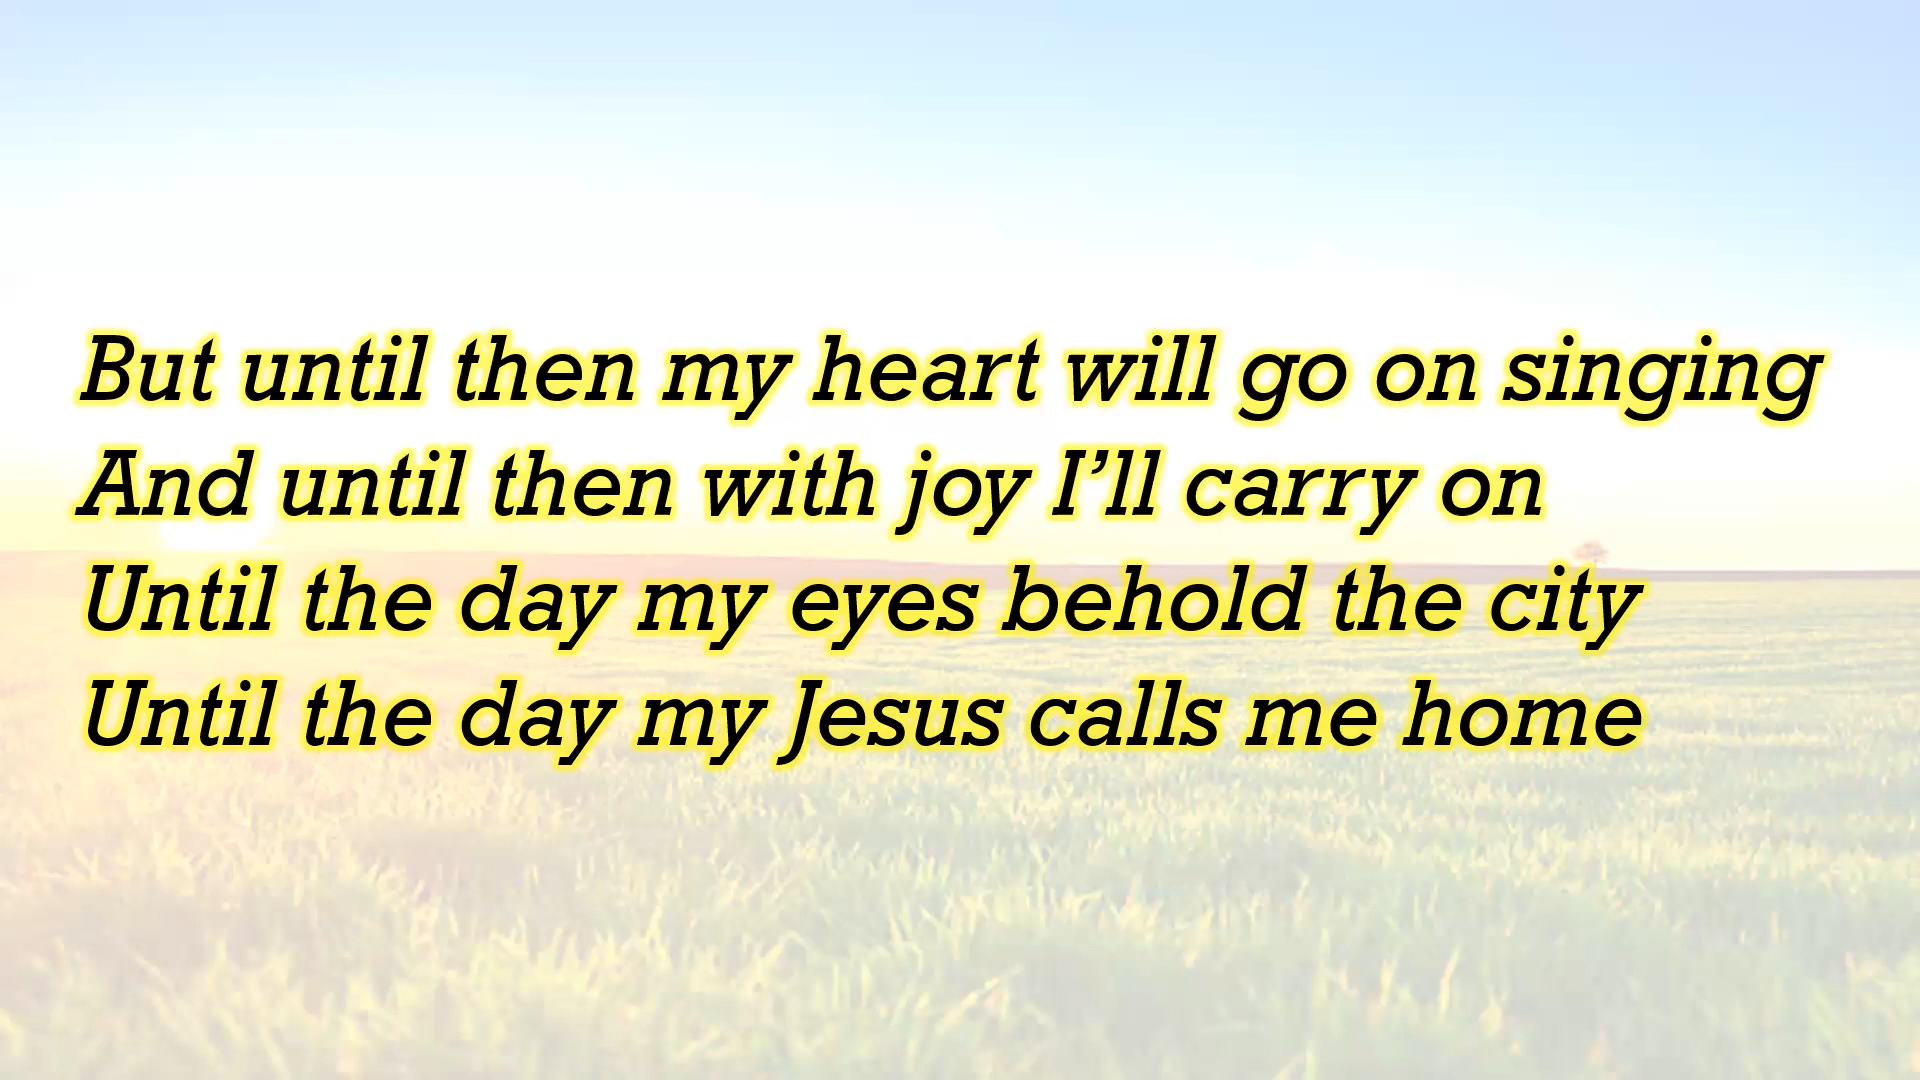 But until then my heart will go on singing
And until then with joy I’ll carry on
Until the day my eyes behold the city
Until the day my Jesus calls me home